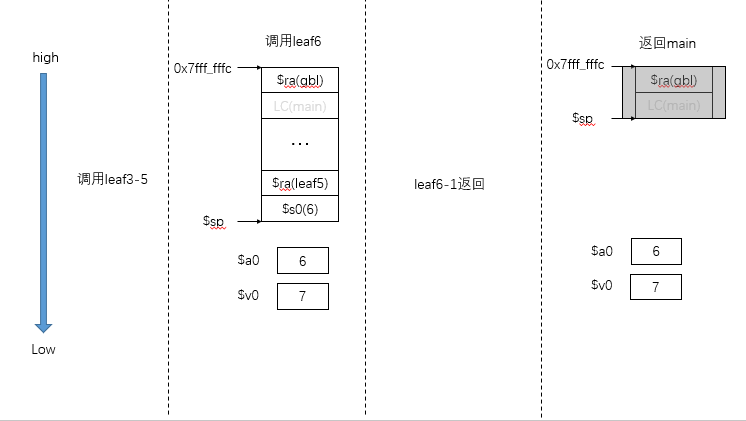 high
Low
调用leaf3-5
调用leaf6
0x7fff_fffc
$ra(gbl)
LC(main)
...
$ra(leaf5)
$s0(6)
$sp
$a0
6
$v0
7
leaf6-1返回
返回main
0x7fff_fffc
$ra(gbl)
LC(main)
$sp
$a0
6
$v0
7